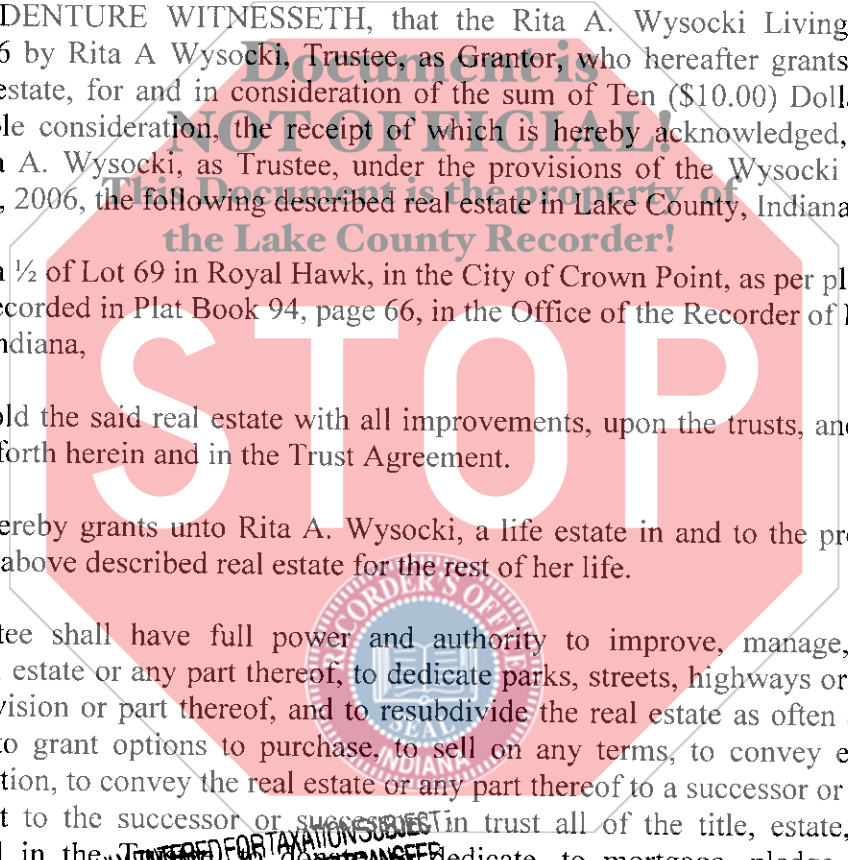 DENTURE WITNESSETH, that the Rita A. Wysocki Living
6 by Rita A Wysocki, Trustee, as Grantor, who hereafter grants
Document is
estate, for and in consideration of the sum of Ten ($10.00) Doll
NOT OFFICIAL!
le consideration, the receipt of which is hereby acknowledged,
a A. Wysocki, as Trustee, under the provisions of the Wysocki
This Document is the property of
, 2006, the following described real estate in Lake County, Indiana
the Lake County Recorder!
½ of Lot 69 in Royal Hawk, in the City of Crown Point, as per pl
ecorded in Plat Book 94, page 66, in the Office of the Recorder of
ndiana,
STOP
old the said real estate with all improvements, upon the trusts, and
forth herein and in the Trust Agreement.
ereby grants unto Rita A. Wysocki, a life estate in and to the pr
above described real estate for the rest of her life.
RECORDER'S OFFICE
tee shall have full power and authority to improve, manage,
estate or any part thereof, to dedicate parks, streets, highways or
vision or part thereof, and to resubdivide the real estate as often
SEAL
to grant options to purchase, to sell on any terms, to convey e
INDIANA
tion, to convey the real estate or any part thereof to a successor or
t to the successor or in trust all of the title, estate,
ENTERED FOR TAXATION SUBJECT
in the dedicate, to mortgage, pledge